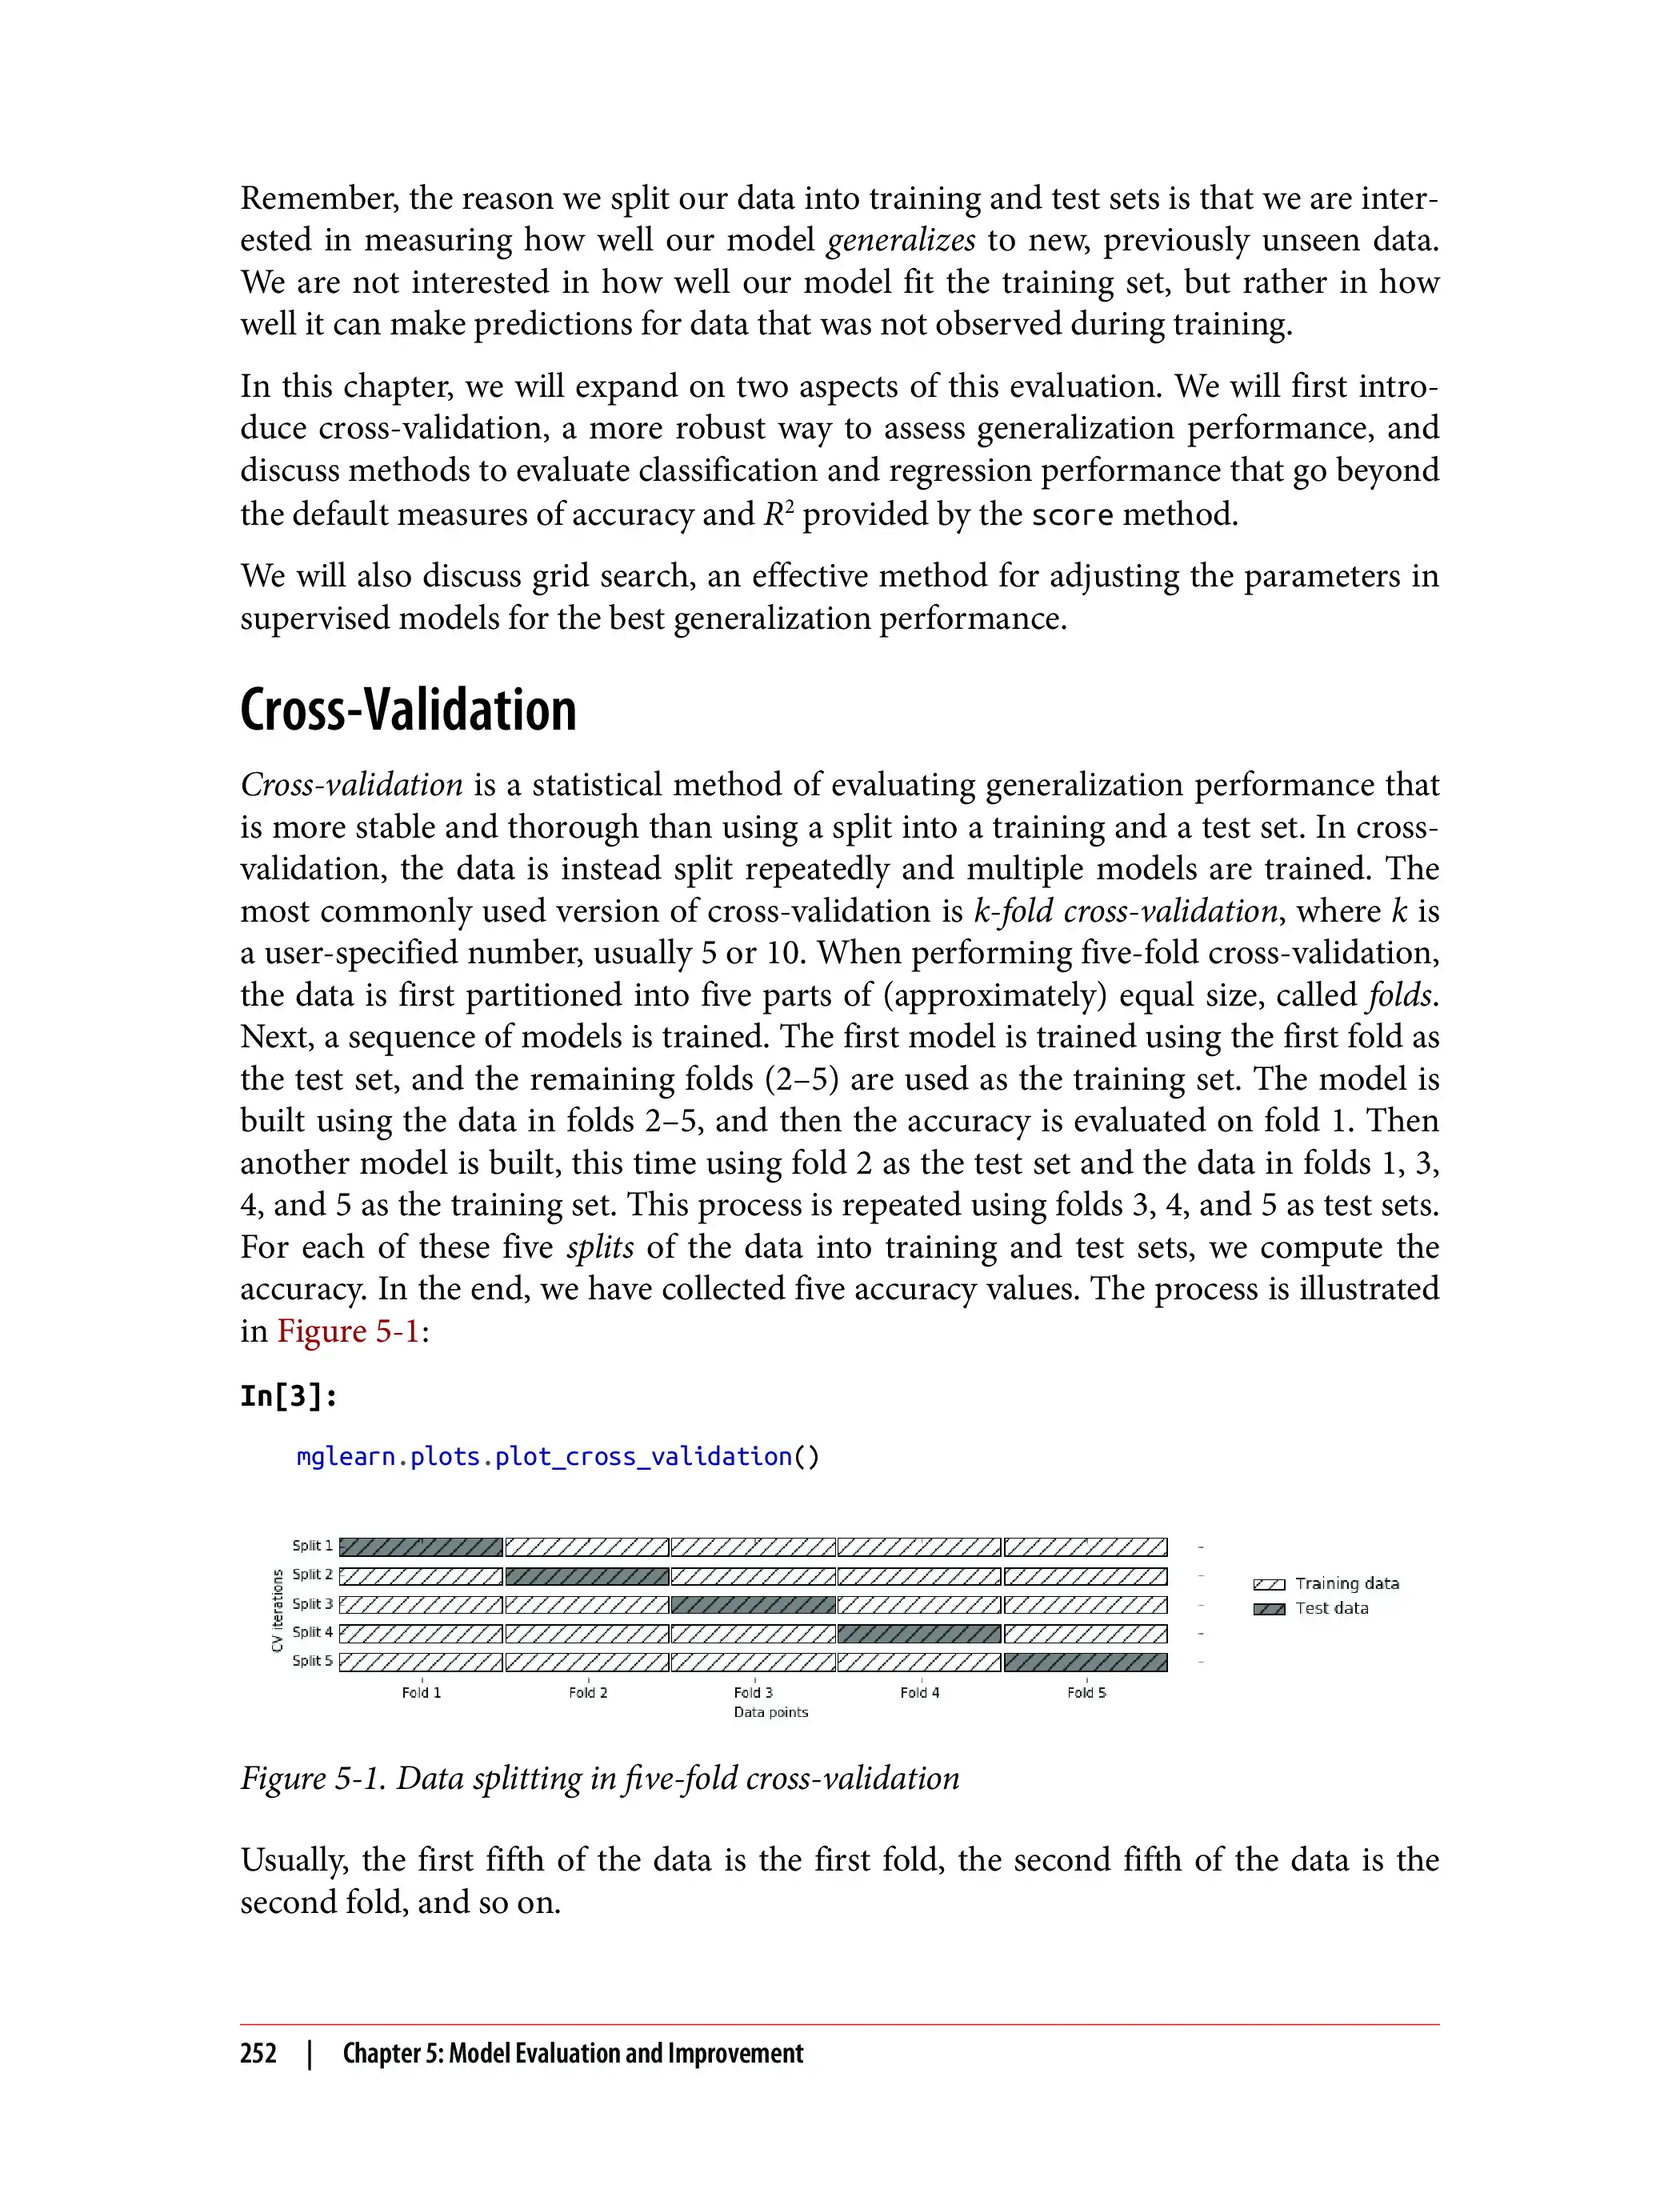 Remember, the reason we split our data into training and test sets is that we are inter-
ested in measuring how well our model generalizes to new, previously unseen data.
We are not interested in how well our model fit the training set, but rather in how
well it can make predictions for data that was not observed during training.
In this chapter, we will expand on two aspects of this evaluation. We will first intro-
duce cross-validation, a more robust way to assess generalization performance, and
discuss methods to evaluate classification and regression performance that go beyond
the default measures of accuracy and R² provided by the score method.
We will also discuss grid search, an effective method for adjusting the parameters in
supervised models for the best generalization performance.
Cross-Validation
Cross-validation is a statistical method of evaluating generalization performance that
is more stable and thorough than using a split into a training and a test set. In cross-
validation, the data is instead split repeatedly and multiple models are trained. The
most commonly used version of cross-validation is k-fold cross-validation, where k is
a user-specified number, usually 5 or 10. When performing five-fold cross-validation,
the data is first partitioned into five parts of (approximately) equal size, called folds.
Next, a sequence of models is trained. The first model is trained using the first fold as
the test set, and the remaining folds (2–5) are used as the training set. The model is
built using the data in folds 2–5, and then the accuracy is evaluated on fold 1. Then
another model is built, this time using fold 2 as the test set and the data in folds 1, 3,
4, and 5 as the training set. This process is repeated using folds 3, 4, and 5 as test sets.
For each of these five splits of the data into training and test sets, we compute the
accuracy. In the end, we have collected five accuracy values. The process is illustrated
in Figure 5-1:
In[3]:
mglearn.plots.plot_cross_validation()
CV iterations
Split 1
Split 2
Split 3
Split 4
Split 5
Fold 1 Fold 2 Fold 3 Fold 4 Fold 5
Data points
Training data
Test data
Figure 5-1. Data splitting in five-fold cross-validation
Usually, the first fifth of the data is the first fold, the second fifth of the data is the
second fold, and so on.
252 | Chapter 5: Model Evaluation and Improvement